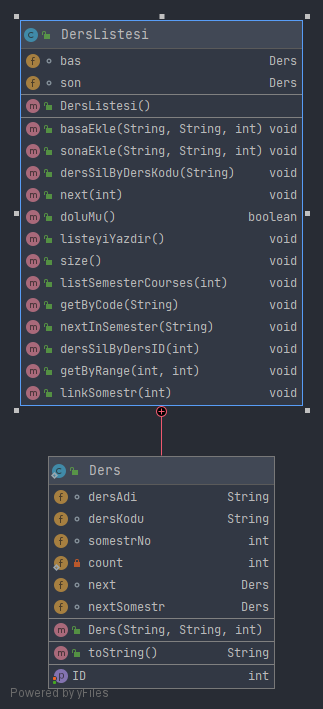 DersListesi
bas Ders
son Ders
DersListesi()
basaEkle(String, String, int) void
sonaEkle(String, String, int) void
dersSilByDersKodu(String) void
next(int) void
doluMu() boolean
listeyiYazdir() void
size() void
listSemesterCourses(int) void
getByCode(String) void
nextInSemester(String) void
dersSilByDersID(int) void
getByRange(int, int) void
linkSomestr(int) void
Ders
dersAdi String
dersKodu String
somestrNo int
count int
next Ders
nextSomestr Ders
Ders(String, String, int)
toString() String
ID int
Powered by yFiles